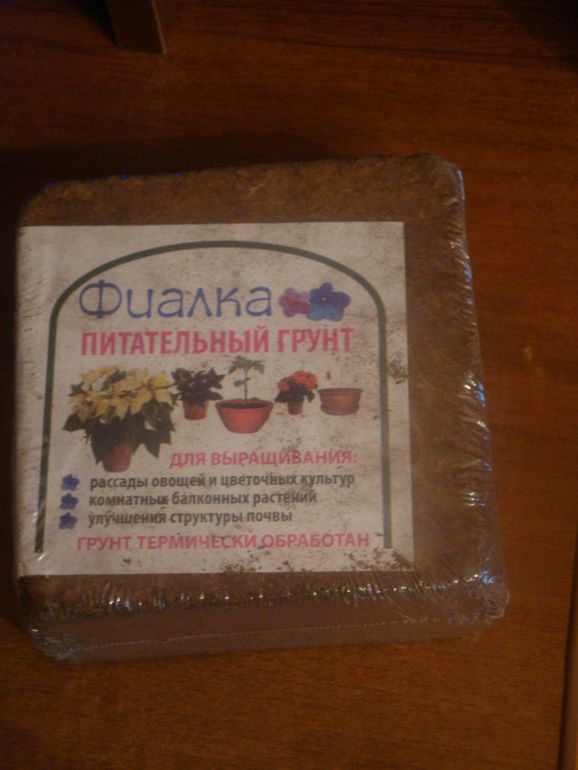 Фиалка
ПИТАТЕЛЬНЫЙ ГРУНТ
ДЛЯ ВЫРАЩИВАНИЯ:
рассады овощей и цветочных культур
комнатных балконных растений
улучшения структуры почвы
ГРУНТ ТЕРМИЧЕСКИ ОБРАБОТАН